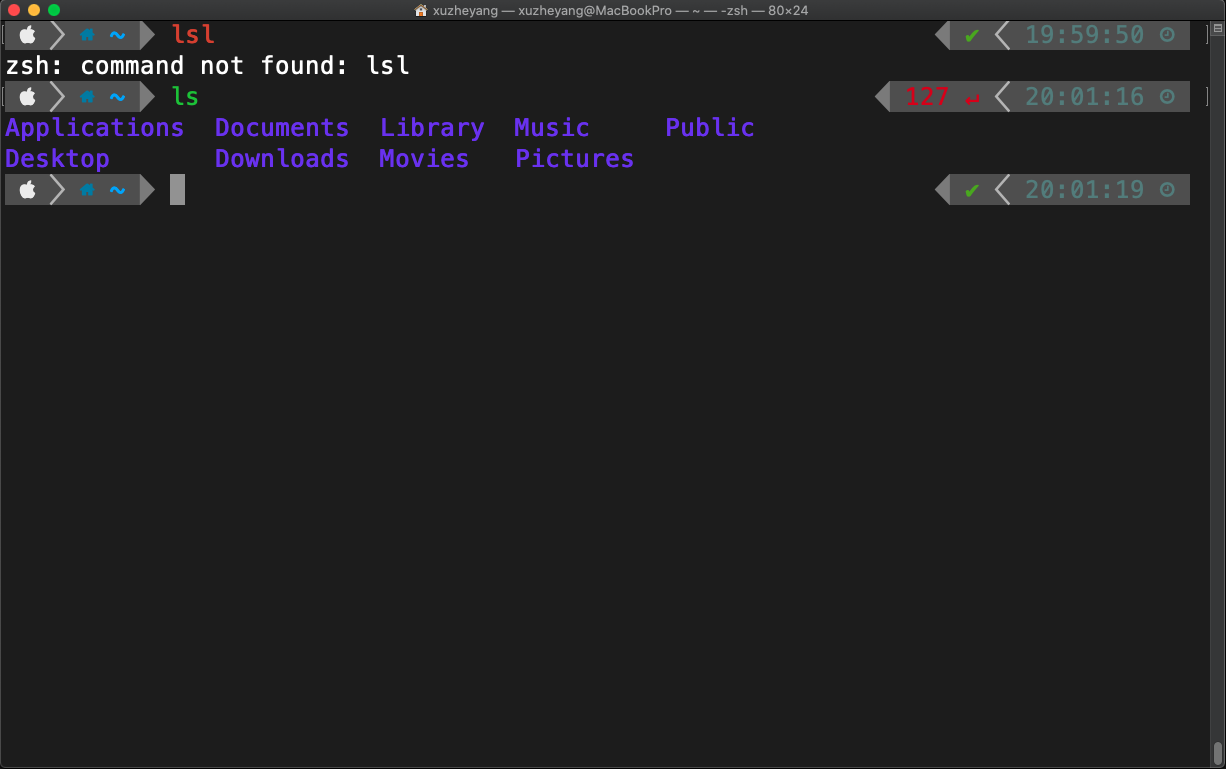 xuzheyang — xuzheyang@MacBookPro — ~ — -zsh — 80×24
~ lsl ✔ 19:59:50
zsh: command not found: lsl
~ ls 127 ↵ 20:01:16
Applications Documents Library Music Public
Desktop Downloads Movies Pictures
~ ✔ 20:01:19